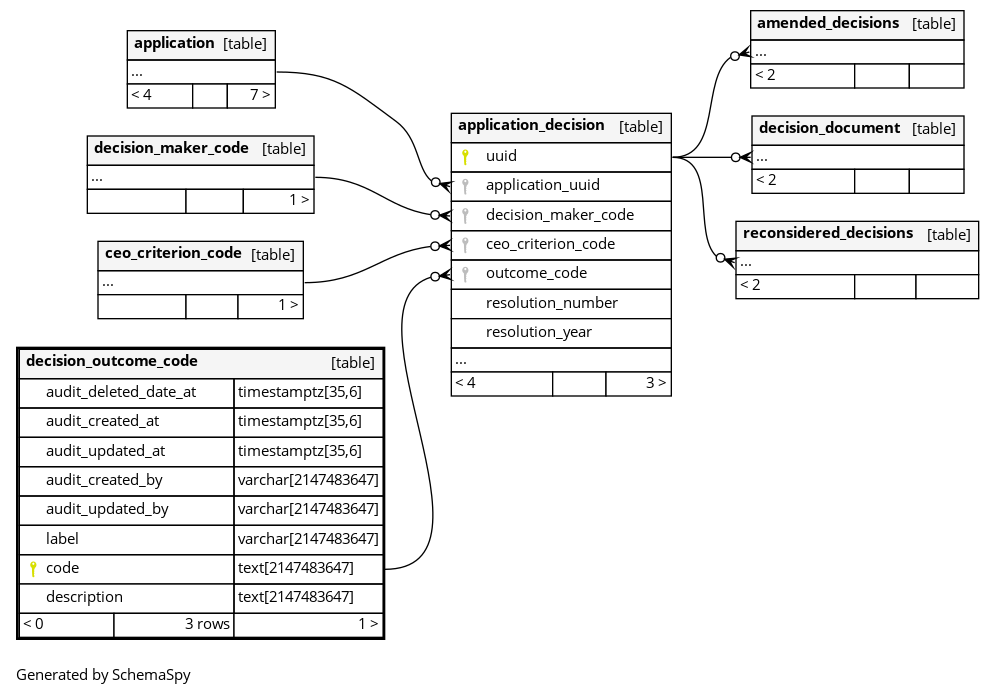 application [table]
...
< 4 7 >
decision_maker_code [table]
...
1 >
ceo_criterion_code [table]
...
1 >
decision_outcome_code [table]
audit_deleted_date_at timestamptz[35,6]
audit_created_at timestamptz[35,6]
audit_updated_at timestamptz[35,6]
audit_created_by varchar[2147483647]
audit_updated_by varchar[2147483647]
label varchar[2147483647]
code text[2147483647]
description text[2147483647]
< 0 3 rows 1 >
application_decision [table]
uuid
application_uuid
decision_maker_code
ceo_criterion_code
outcome_code
resolution_number
resolution_year
...
< 4 3 >
amended_decisions [table]
...
< 2
decision_document [table]
...
< 2
reconsidered_decisions [table]
...
< 2
Generated by SchemaSpy